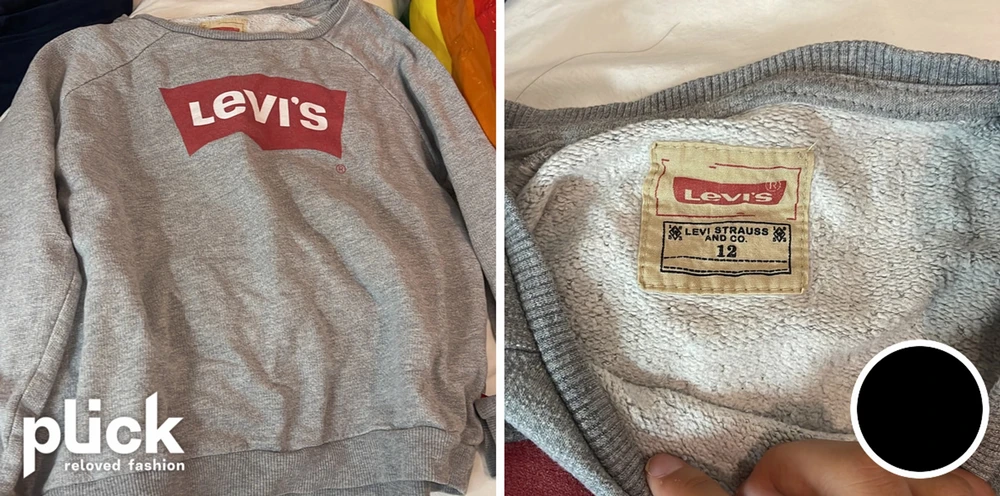 Levi's
®
plick
reloved fashion
Levi's®
LEVI STRAUSS
AND CO.
12